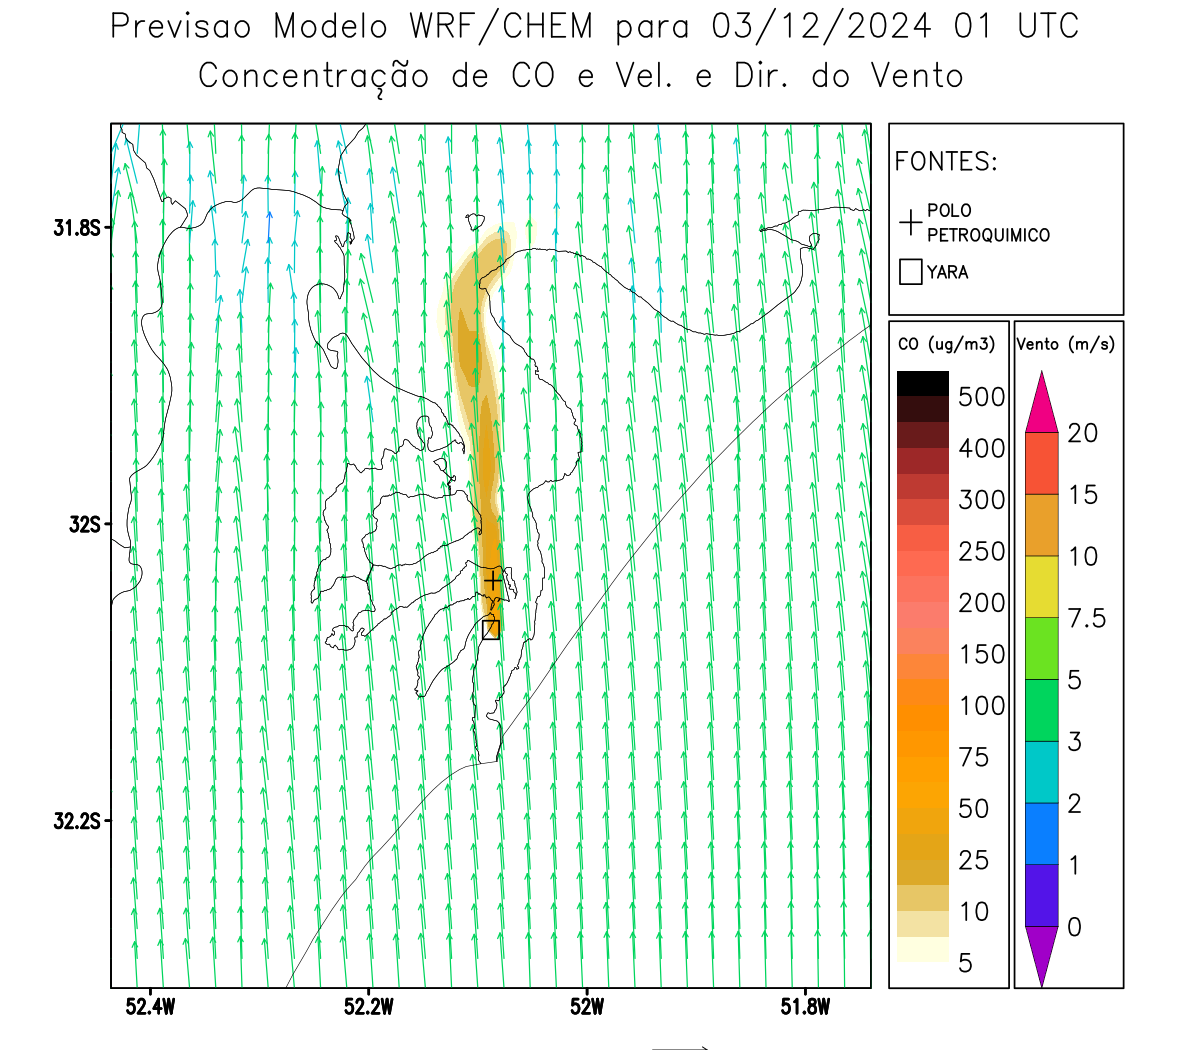 Previsao Modelo WRF/CHEM para 03/12/2024 01 UTC
Concentração de CO e Vel. e Dir. do Vento
FONTES:
POLO
PETROQUIMICO
YARA
CO (ug/m3)
500
400
300
250
200
150
100
75
50
25
10
5
Vento (m/s)
20
15
10
7.5
5
3
2
1
0
31.8S
32S
32.2S
52.4W
52.2W
52W
51.8W